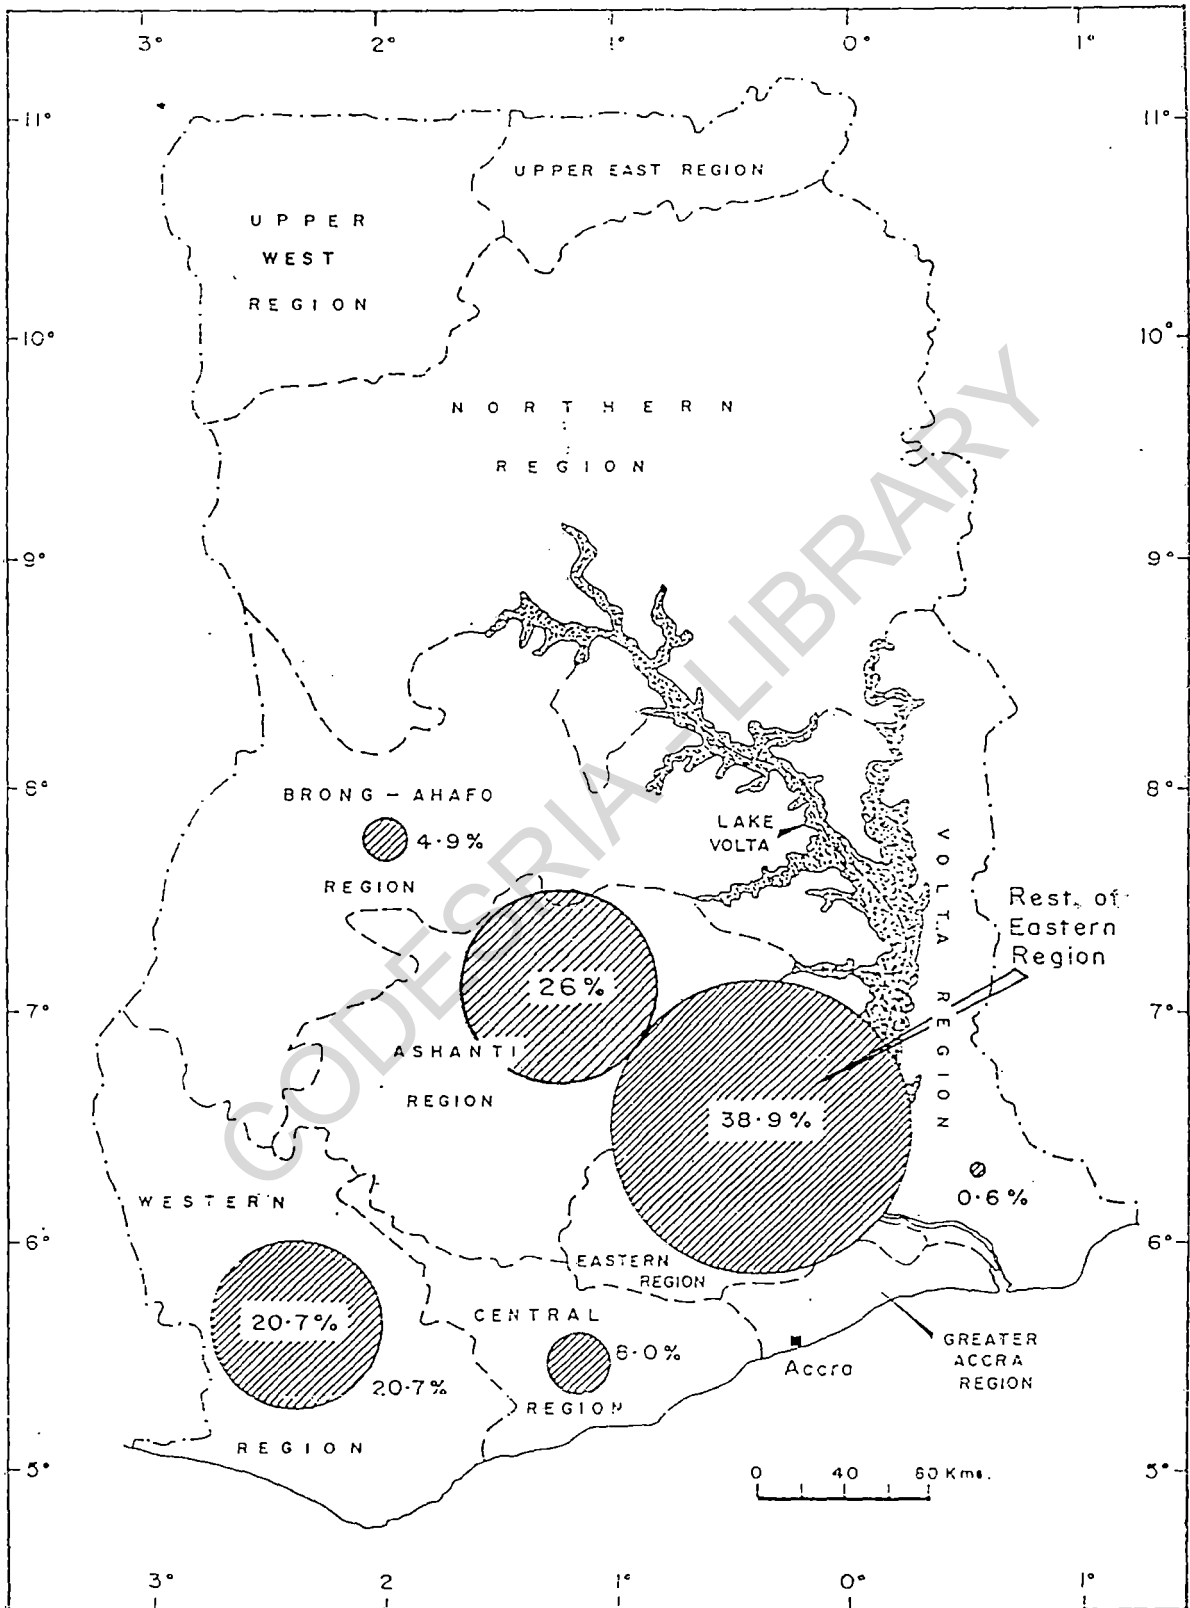 3° 2° 1° 0° 1°
11° 11°
UPPER EAST REGION
UPPER
WEST
REGION
10° 10°
NORTHERN
REGION
9° 9°
8° 8°
BRONG – AHAFO
4·9%
REGION
LAKE
VOLTA
VOLTA REGION
Rest. of
Eastern
Region
26%
7° 7°
ASHANTI
REGION
38·9%
0·6%
WESTERN
6° 6°
EASTERN
REGION
20·7%
CENTRAL
8·0%
20·7%
REGION
Accra
GREATER
ACCRA
REGION
REGION
5° 5°
0 40 80 Kms.
3° 2 1° 0° 1°
CODESRIA - LIBRARY